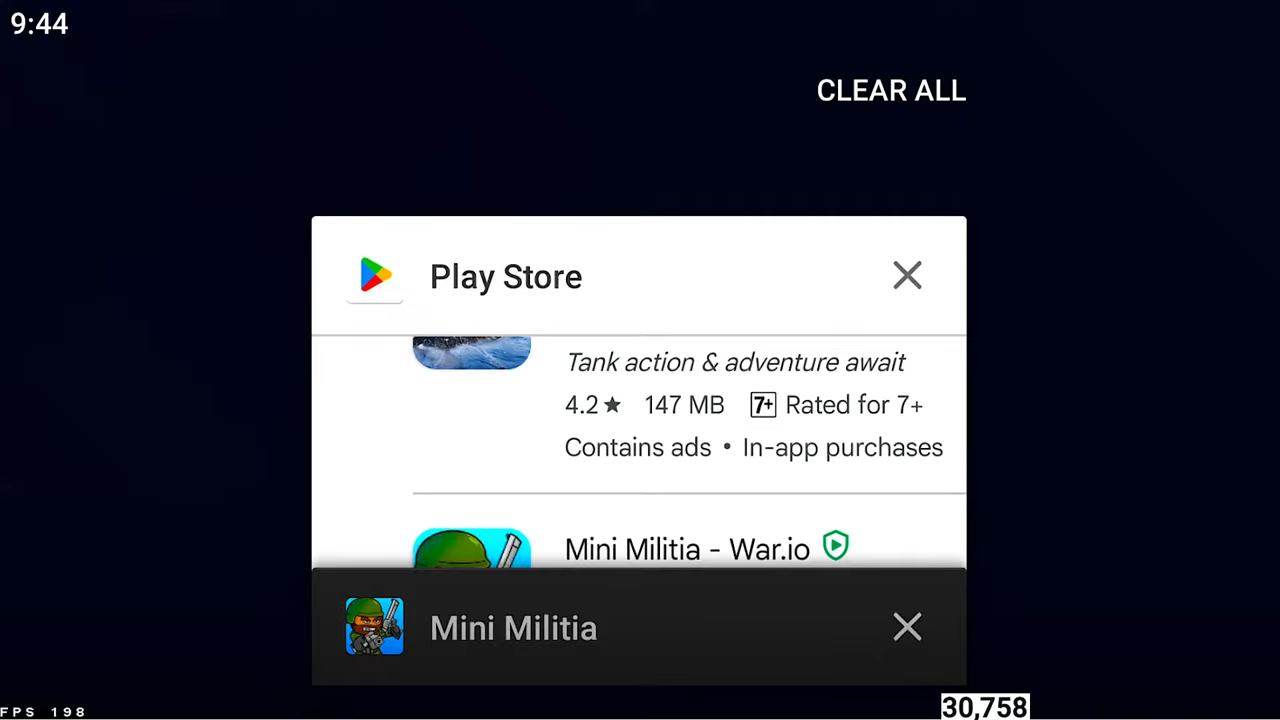 9:44
CLEAR ALL
Play Store
Tank action & adventure await
4.2★ 147 MB 7+ Rated for 7+
Contains ads • In-app purchases
Mini Militia - War.io
Mini Militia
FPS 198
30,758